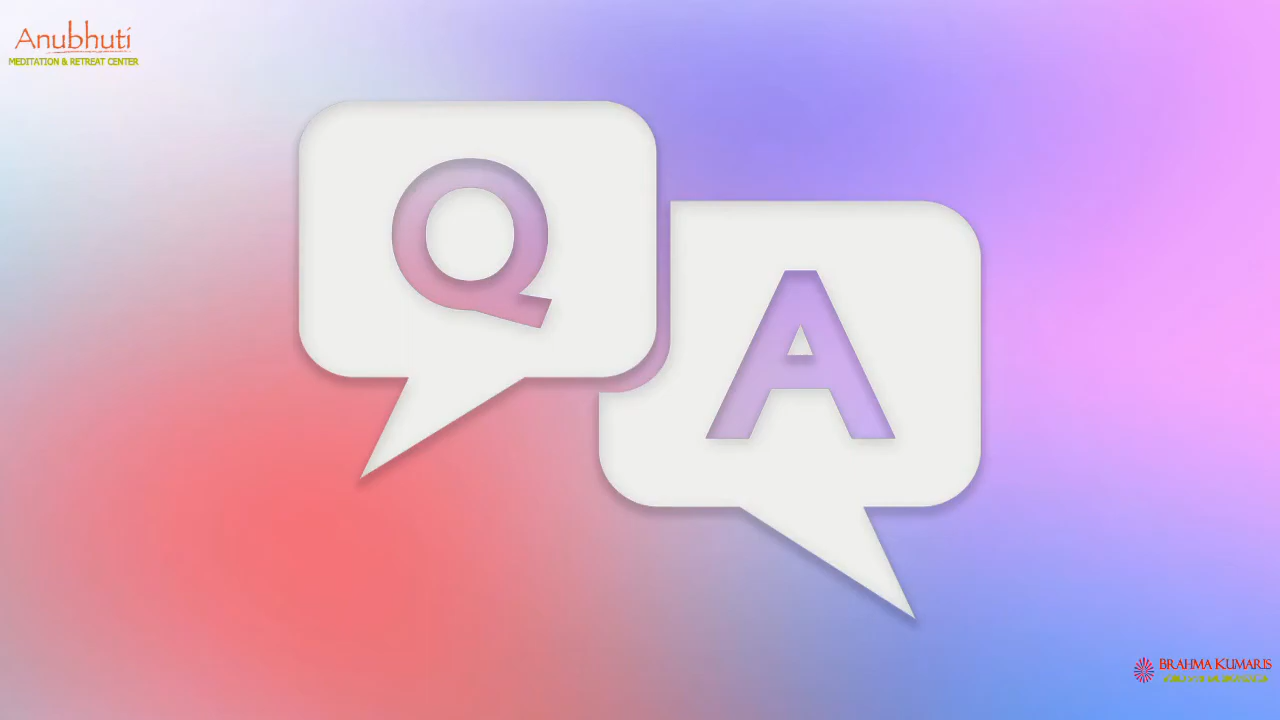 Anubhuti
MEDITATION & RETREAT CENTER
Q
A
BRAHMA KUMARIS